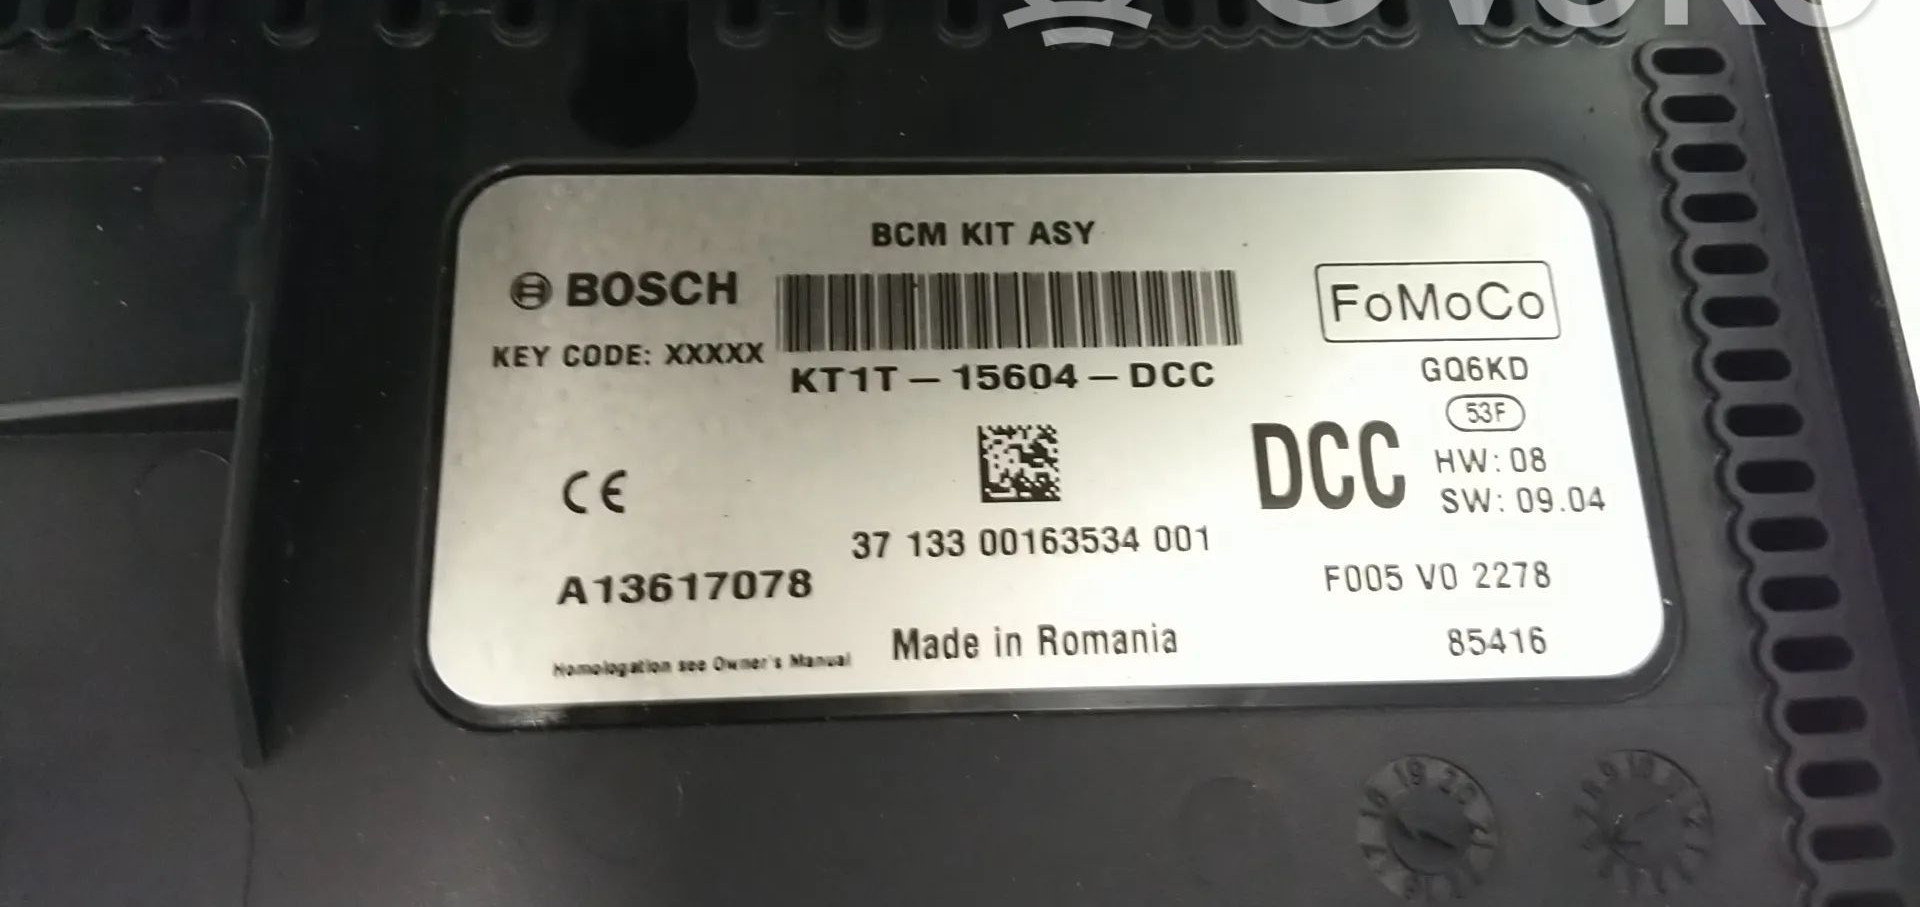 BCM KIT ASY
BOSCH
KEY CODE: XXXXX
KT1T-15604-DCC
FoMoCo
GQ6KD
53F
DCC
HW: 08
SW: 09.04
CE
37 133 00163534 001
A13617078
F005 V0 2278
Homologation see Owner's Manual
Made in Romania
85416